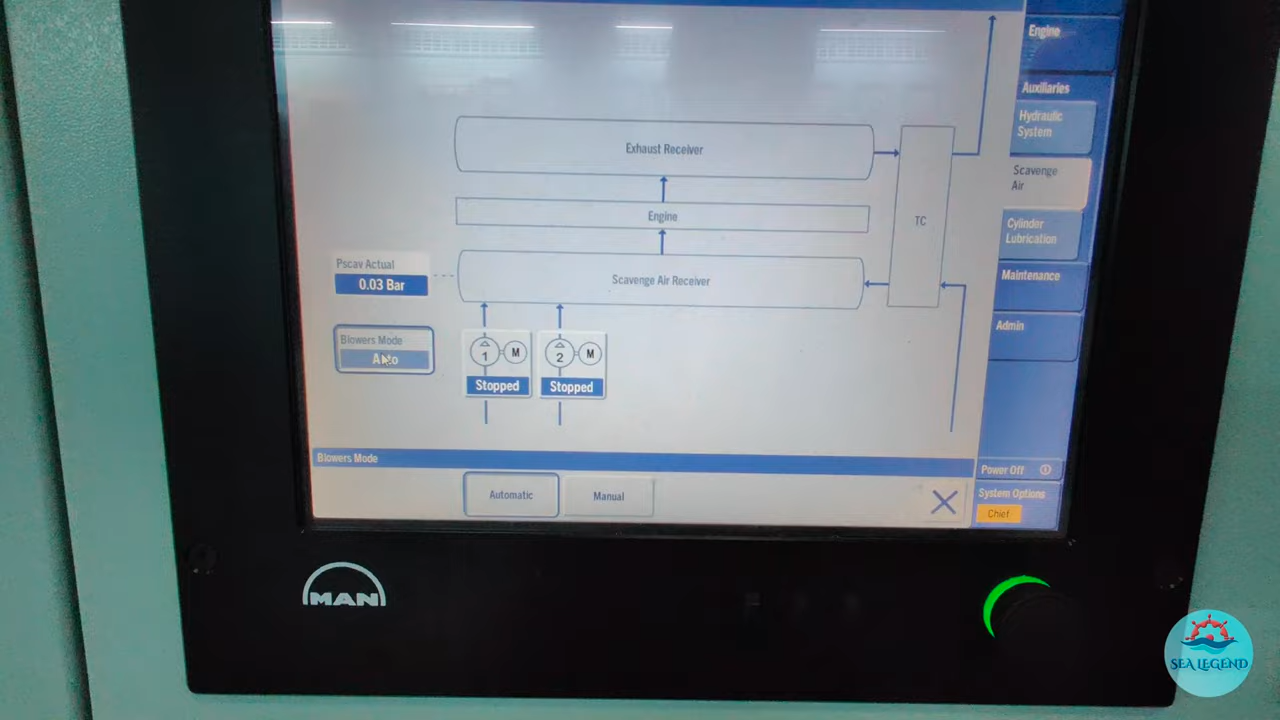 Engine
Auxiliaries
Hydraulic
System
Exhaust Receiver
Scavenge
Air
Engine
TC
Cylinder
Lubrication
Pscav Actual
0.03 Bar
Scavenge Air Receiver
Maintenance
Admin
Blowers Mode
Auto
1 M
2 M
Stopped
Stopped
Blowers Mode
Power Off
System Options
Automatic
Manual
Chief
MAN
SEA LEGEND